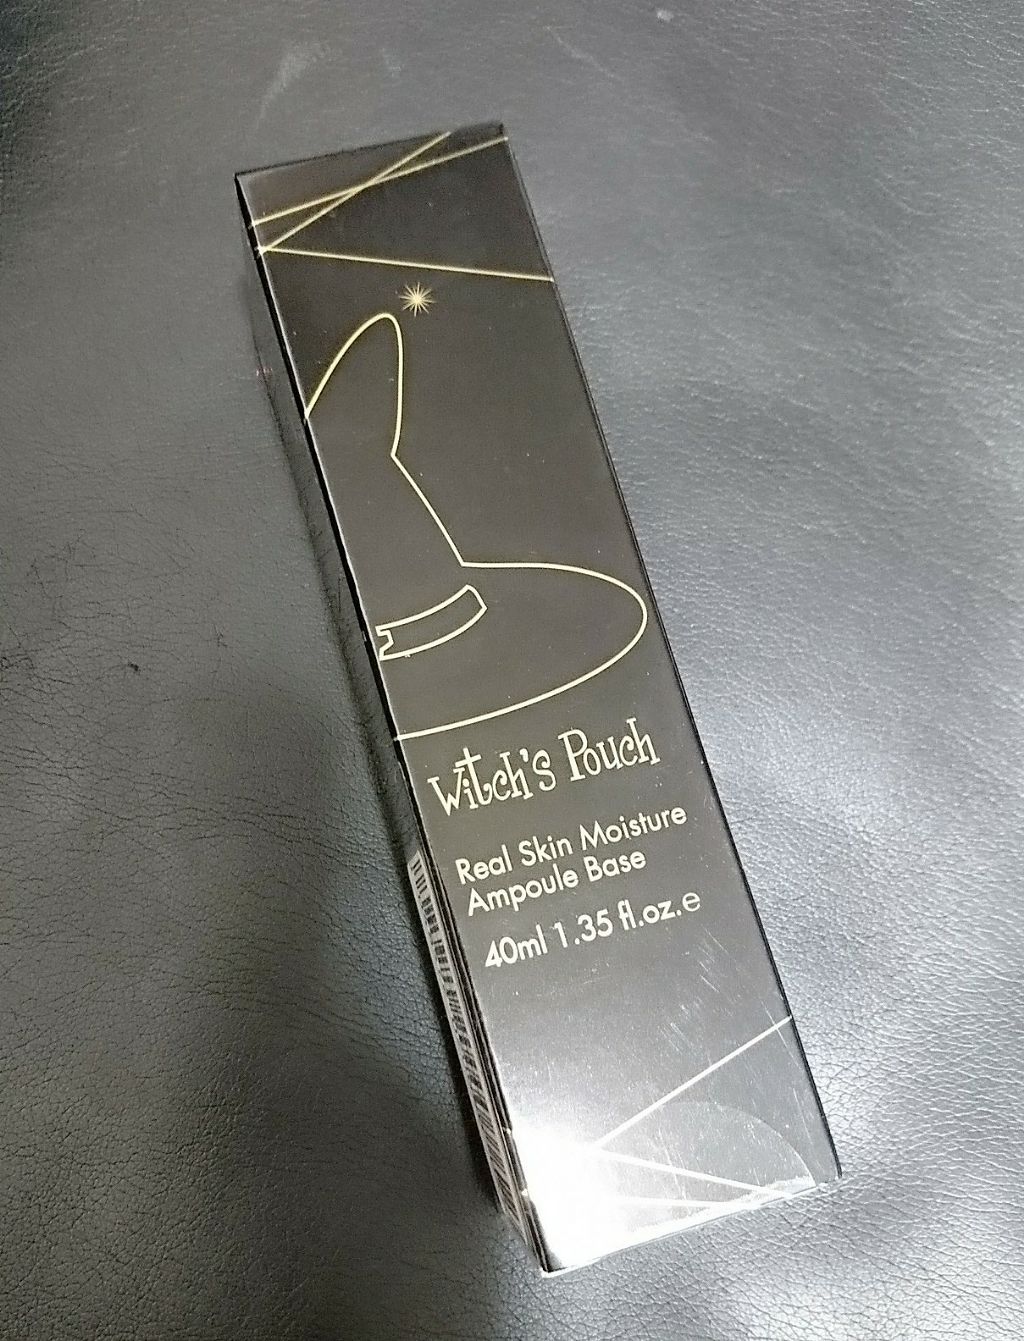 Witch's Pouch
Real Skin Moisture
Ampoule Base
40ml 1.35 fl.oz.e